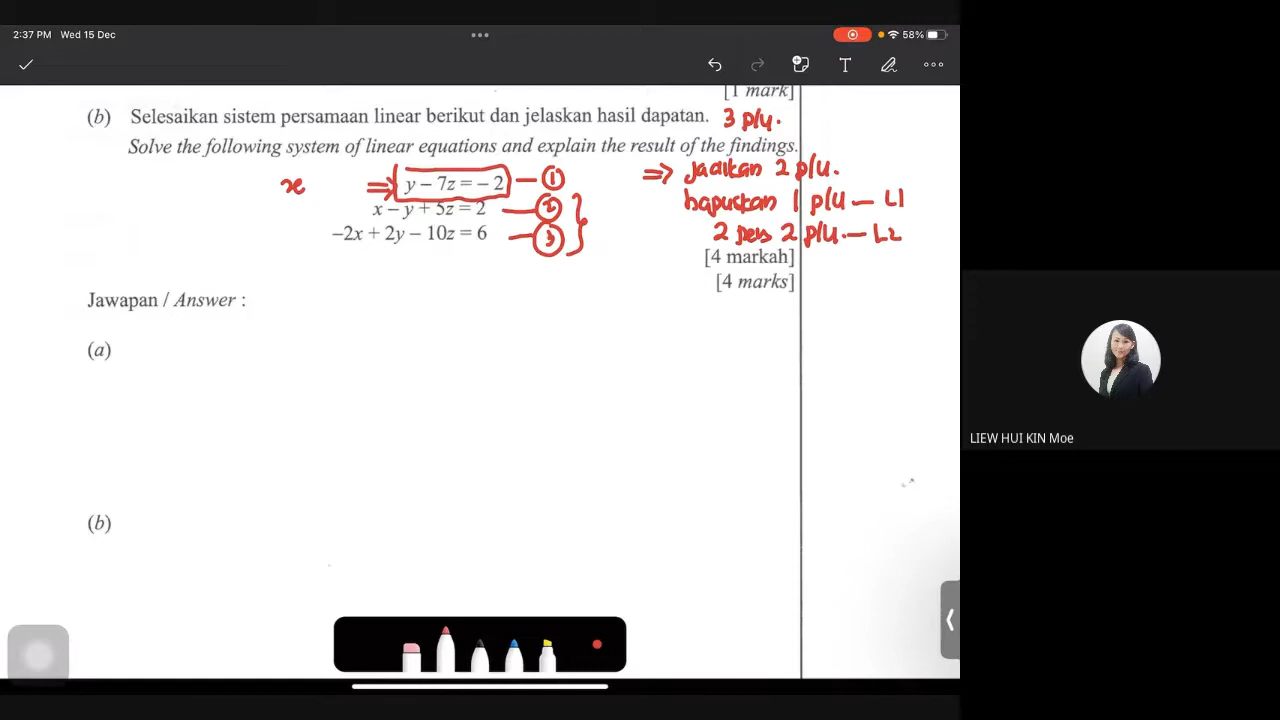 2:37 PM Wed 15 Dec
58%
T
[1 mark]
(b) Selesaikan sistem persamaan linear berikut dan jelaskan hasil dapatan. 3 p/u.
Solve the following system of linear equations and explain the result of the findings.
x ⇒ y – 7z = – 2 — ①
x – y + 5z = 2 — ②
–2x + 2y – 10z = 6 — ③
⇒ Jadikan 2 p/u.
hapuskan 1 p/u — L1
2 pers 2 p/u. — L2
[4 markah]
[4 marks]
Jawapan / Answer :
(a)
(b)
LIEW HUI KIN Moe